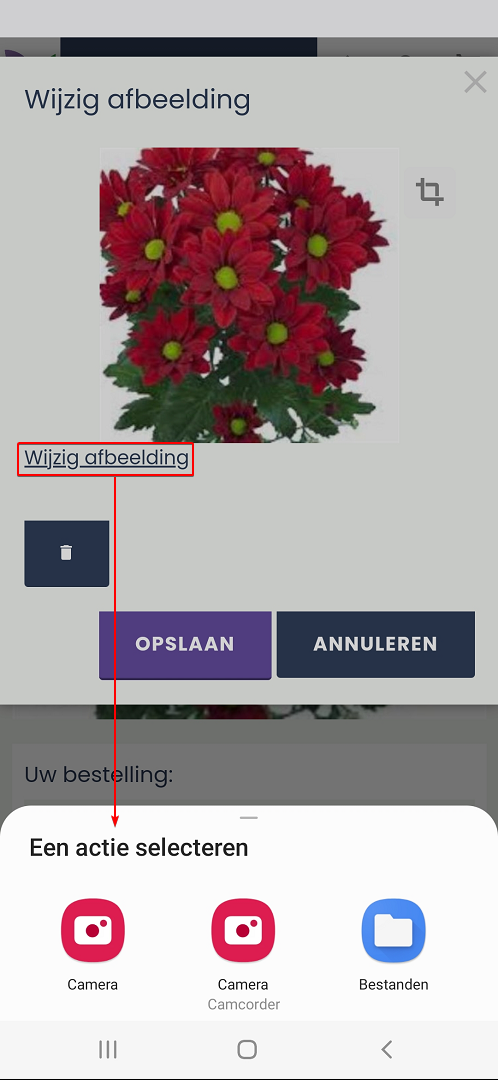 Wijzig afbeelding
Wijzig afbeelding
OPSLAAN
ANNULEREN
Uw bestelling:
Een actie selecteren
Camera
Camera
Bestanden
Camcorder